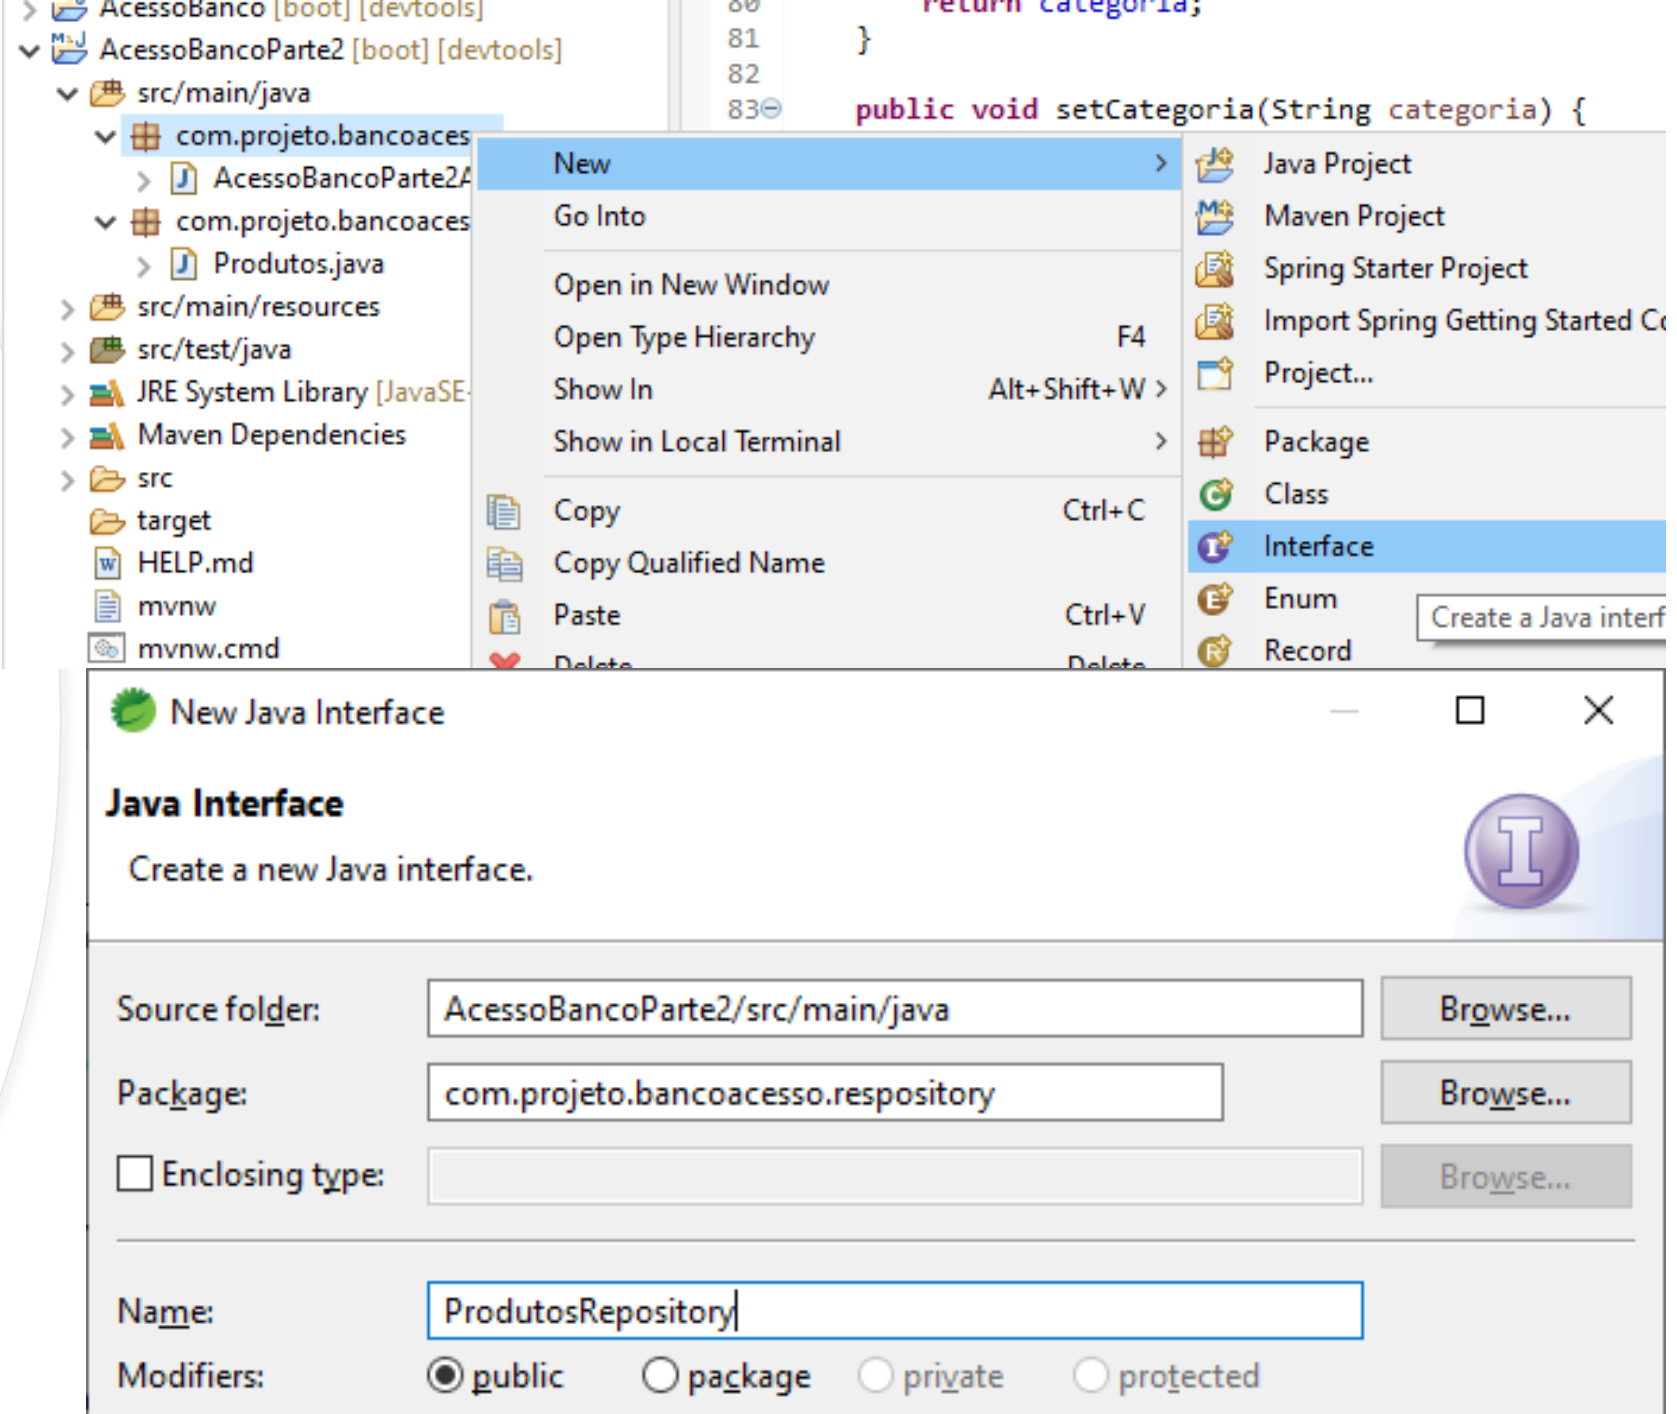 AcessoBanco [boot] [devtools]
AcessoBancoParte2 [boot] [devtools]
src/main/java
com.projeto.bancoaces
AcessoBancoParte2A
com.projeto.bancoaces
Produtos.java
src/main/resources
src/test/java
JRE System Library [JavaSE-
Maven Dependencies
src
target
HELP.md
mvnw
mvnw.cmd
80 return categoria;
81 }
82
83 public void setCategoria(String categoria) {
New
Go Into
Open in New Window
Open Type Hierarchy F4
Show In Alt+Shift+W
Show in Local Terminal
Copy Ctrl+C
Copy Qualified Name
Paste Ctrl+V
Delete Delete
Java Project
Maven Project
Spring Starter Project
Import Spring Getting Started Co
Project...
Package
Class
Interface
Enum
Create a Java interf
Record
New Java Interface
Java Interface
Create a new Java interface.
Source folder: AcessoBancoParte2/src/main/java Browse...
Package: com.projeto.bancoacesso.respository Browse...
Enclosing type: Browse...
Name: ProdutosRepository
Modifiers: public package private protected